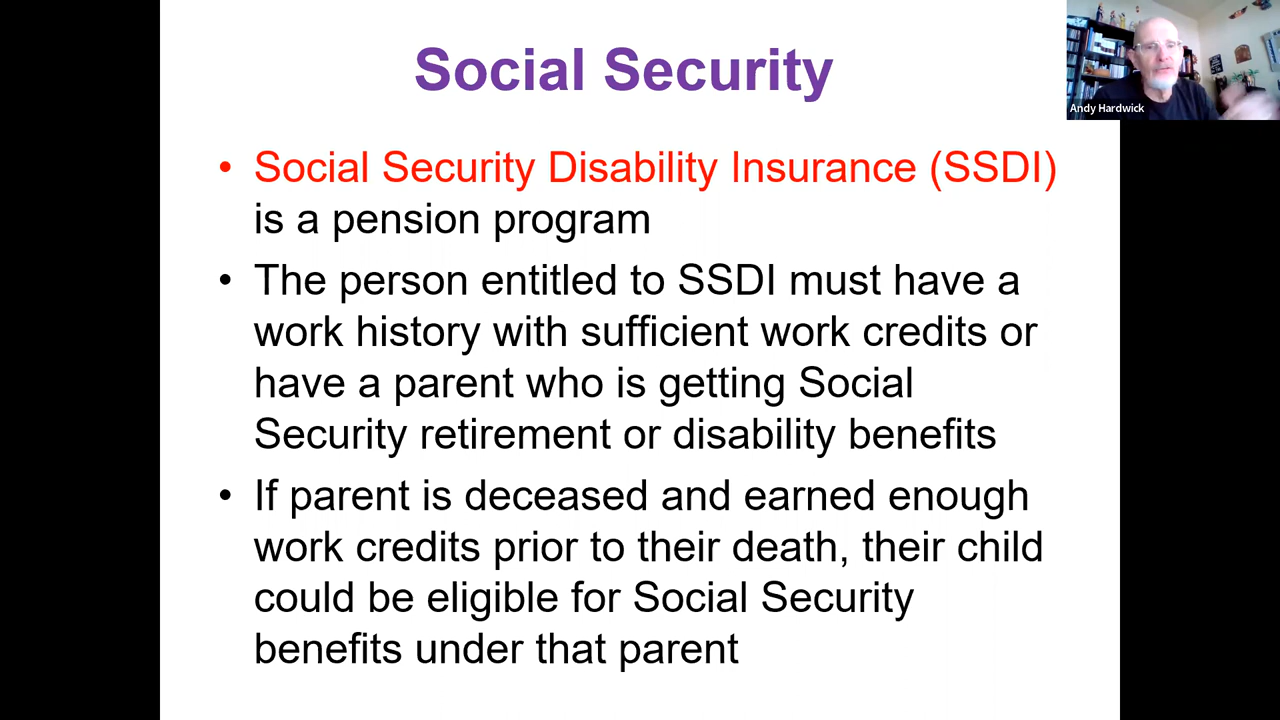 Social Security
Andy Hardwick
• Social Security Disability Insurance (SSDI)
is a pension program
• The person entitled to SSDI must have a
work history with sufficient work credits or
have a parent who is getting Social
Security retirement or disability benefits
• If parent is deceased and earned enough
work credits prior to their death, their child
could be eligible for Social Security
benefits under that parent